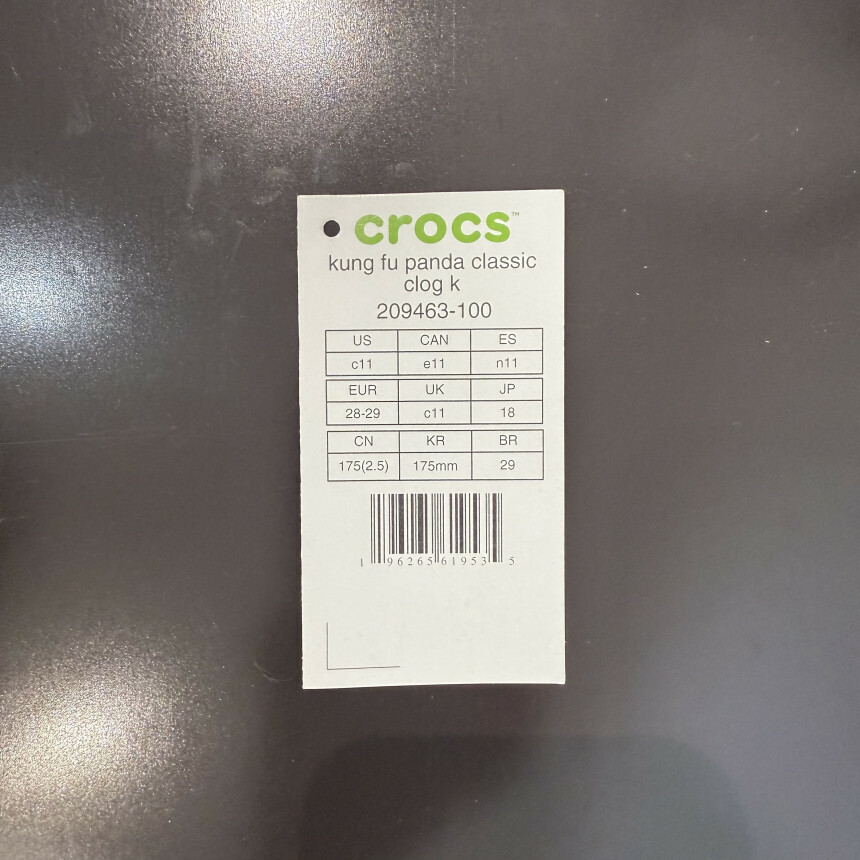 crocs™
kung fu panda classic
clog k
209463-100
US CAN ES
c11 e11 n11
EUR UK JP
28-29 c11 18
CN KR BR
175(2.5) 175mm 29
1 96265 61953 5